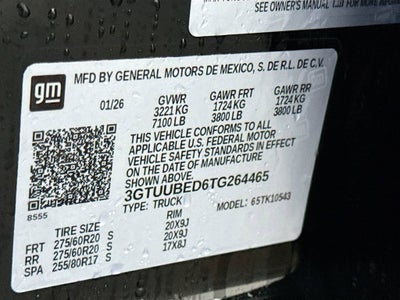 SEE OWNER'S MANUAL
FOR MORE
gm
MFD BY GENERAL MOTORS DE MEXICO, S. DE R.L. DE C.V.
01/26 GVWR GAWR FRT GAWR RR
3221 KG 1724 KG 1724 KG
7100 LB 3800 LB 3800 LB
THIS VEHICLE CONFORMS TO ALL
APPLICABLE U.S. FEDERAL MOTOR
VEHICLE SAFETY STANDARDS IN EFFECT
ON THE DATE OF MANUFACTURE
3GTUUBED6TG264465
TYPE: TRUCK MODEL: 65TK10543
8555
TIRE SIZE RIM
FRT 275/60R20 S 20X9J
RR 275/60R20 S 20X9J
SPA 255/80R17 S 17X8J